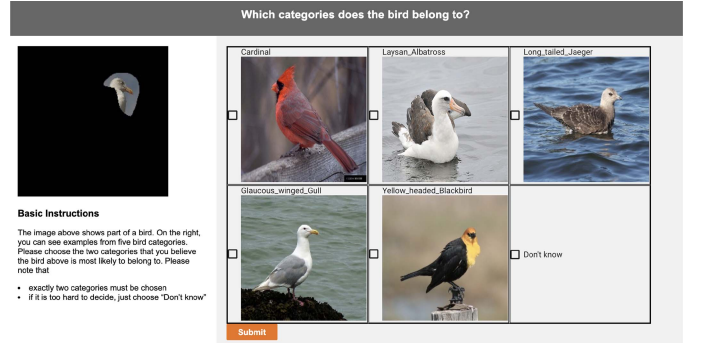 Which categories does the bird belong to?
Cardinal
Laysan_Albatross
Long_tailed_Jaeger
Glaucous_winged_Gull
Yellow_headed_Blackbird
Don't know
Basic Instructions
The image above shows part of a bird. On the right,
you can see examples from five bird categories.
Please choose the two categories that you believe
the bird above is most likely to belong to. Please
note that
• exactly two categories must be chosen
• if it is too hard to decide, just choose “Don't know”
Submit